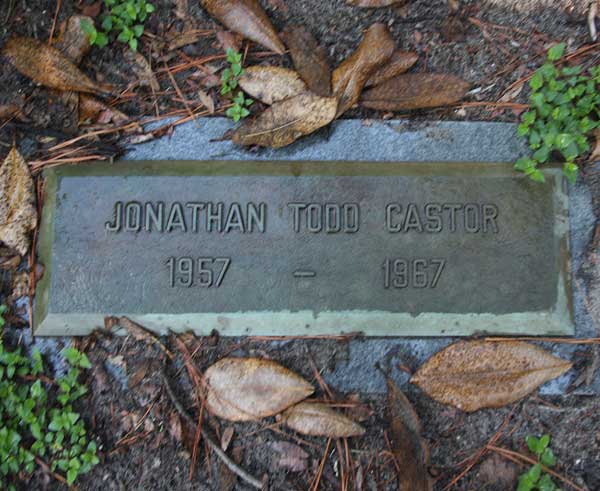 JONATHAN TODD CASTOR
1957 – 1967